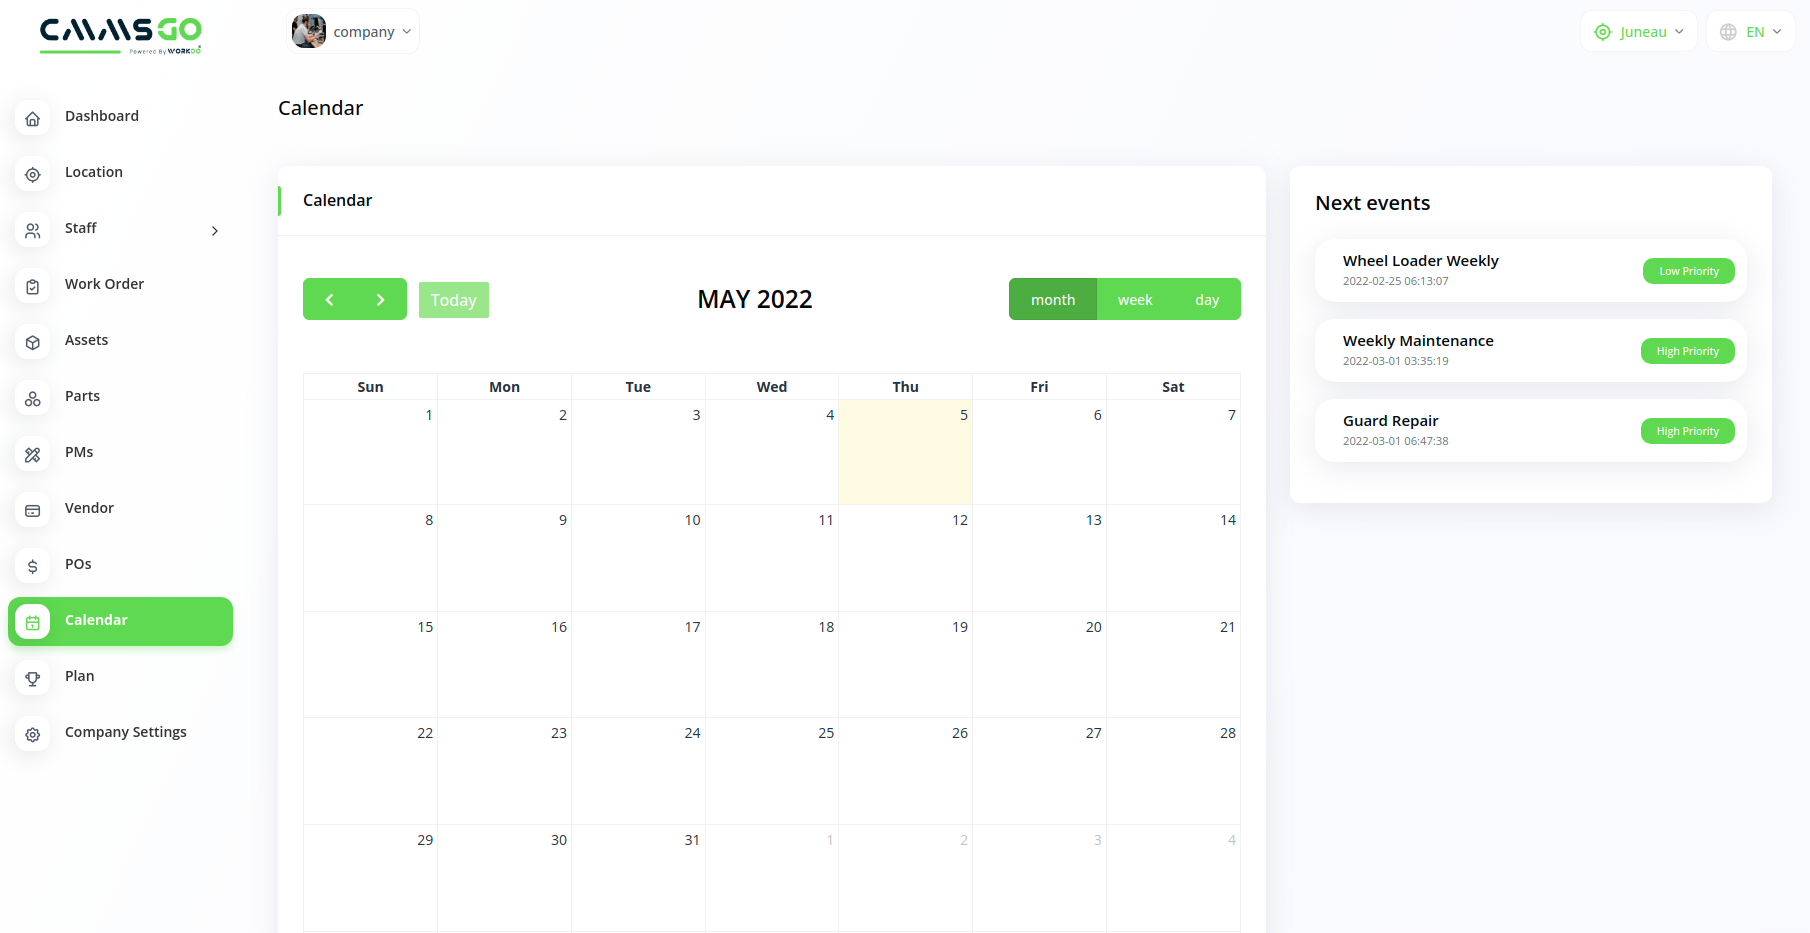 CMMSGO
Powered By WORKDO
company
Juneau
EN
Dashboard
Location
Staff
Work Order
Assets
Parts
PMs
Vendor
POs
Calendar
Plan
Company Settings
Calendar
Calendar
Today
MAY 2022
month week day
Sun Mon Tue Wed Thu Fri Sat
1 2 3 4 5 6 7
8 9 10 11 12 13 14
15 16 17 18 19 20 21
22 23 24 25 26 27 28
29 30 31 1 2 3 4
Next events
Wheel Loader Weekly
2022-02-25 06:13:07
Low Priority
Weekly Maintenance
2022-03-01 03:35:19
High Priority
Guard Repair
2022-03-01 06:47:38
High Priority